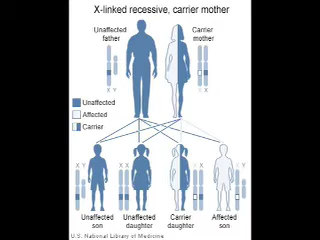 X-linked recessive, carrier mother
Unaffected
father
Carrier
mother
X Y
X X
Unaffected
Affected
Carrier
X Y
X X
X X
X Y
Unaffected
son
Unaffected
daughter
Carrier
daughter
Affected
son
U.S. National Library of Medicine